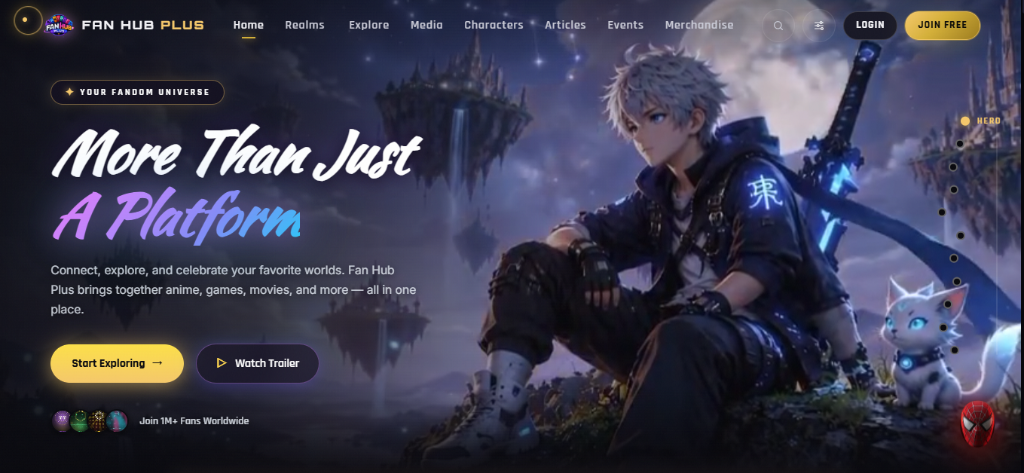 FAN HUB PLUS
Home
Realms
Explore
Media
Characters
Articles
Events
Merchandise
LOGIN
JOIN FREE
YOUR FANDOM UNIVERSE
HERO
More Than Just
A Platform
Connect, explore, and celebrate your favorite worlds. Fan Hub
Plus brings together anime, games, movies, and more — all in one
place.
Start Exploring →
Watch Trailer
Join 1M+ Fans Worldwide